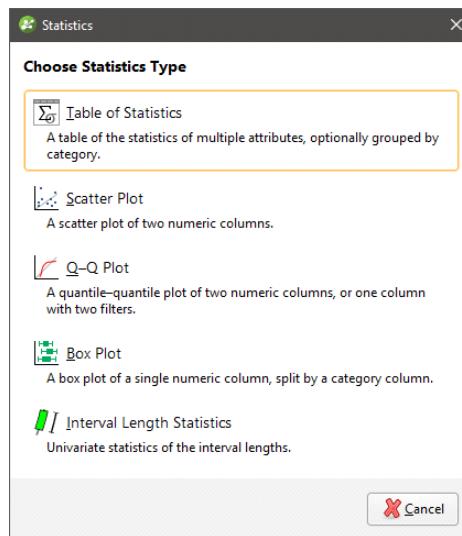 Statistics
Choose Statistics Type
Table of Statistics
A table of the statistics of multiple attributes, optionally grouped by
category.
Scatter Plot
A scatter plot of two numeric columns.
Q–Q Plot
A quantile–quantile plot of two numeric columns, or one column
with two filters.
Box Plot
A box plot of a single numeric column, split by a category column.
Interval Length Statistics
Univariate statistics of the interval lengths.
Cancel